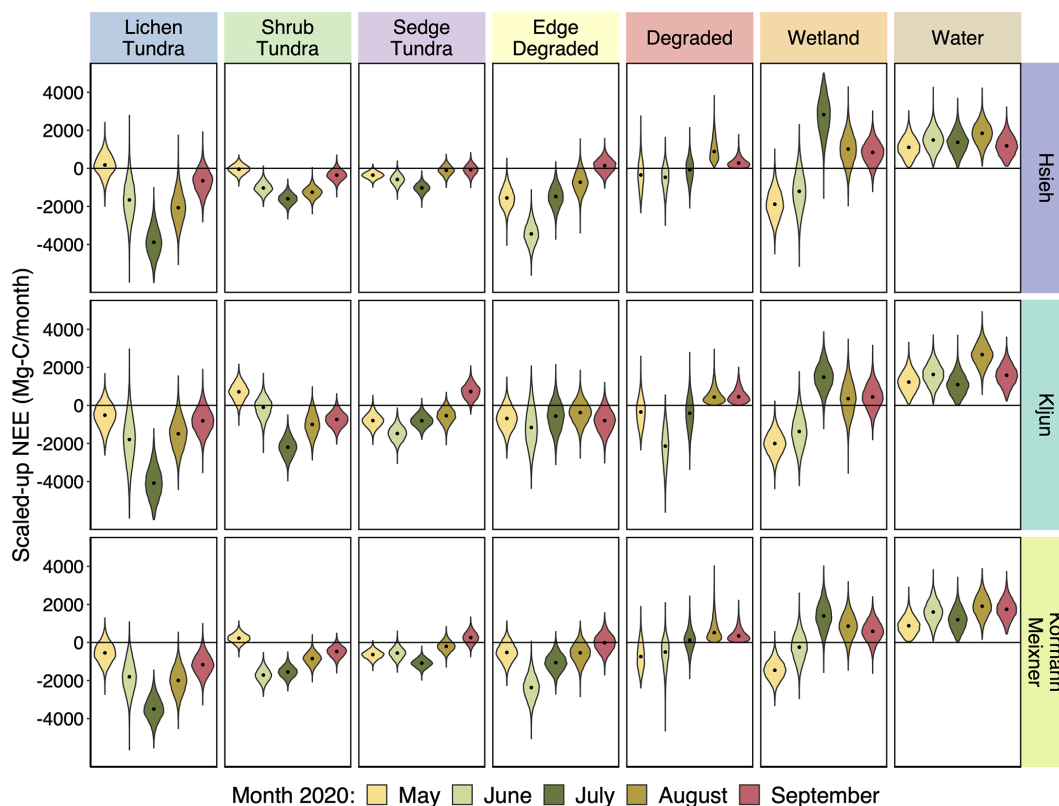 Lichen
Tundra
Shrub
Tundra
Sedge
Tundra
Edge
Degraded
Degraded
Wetland
Water
Scaled-up NEE (Mg-C/month)
4000
2000
0
-2000
-4000
Hsieh
4000
2000
0
-2000
-4000
Kljun
4000
2000
0
-2000
-4000
Kormann
Meixner
Month 2020: May June July August September